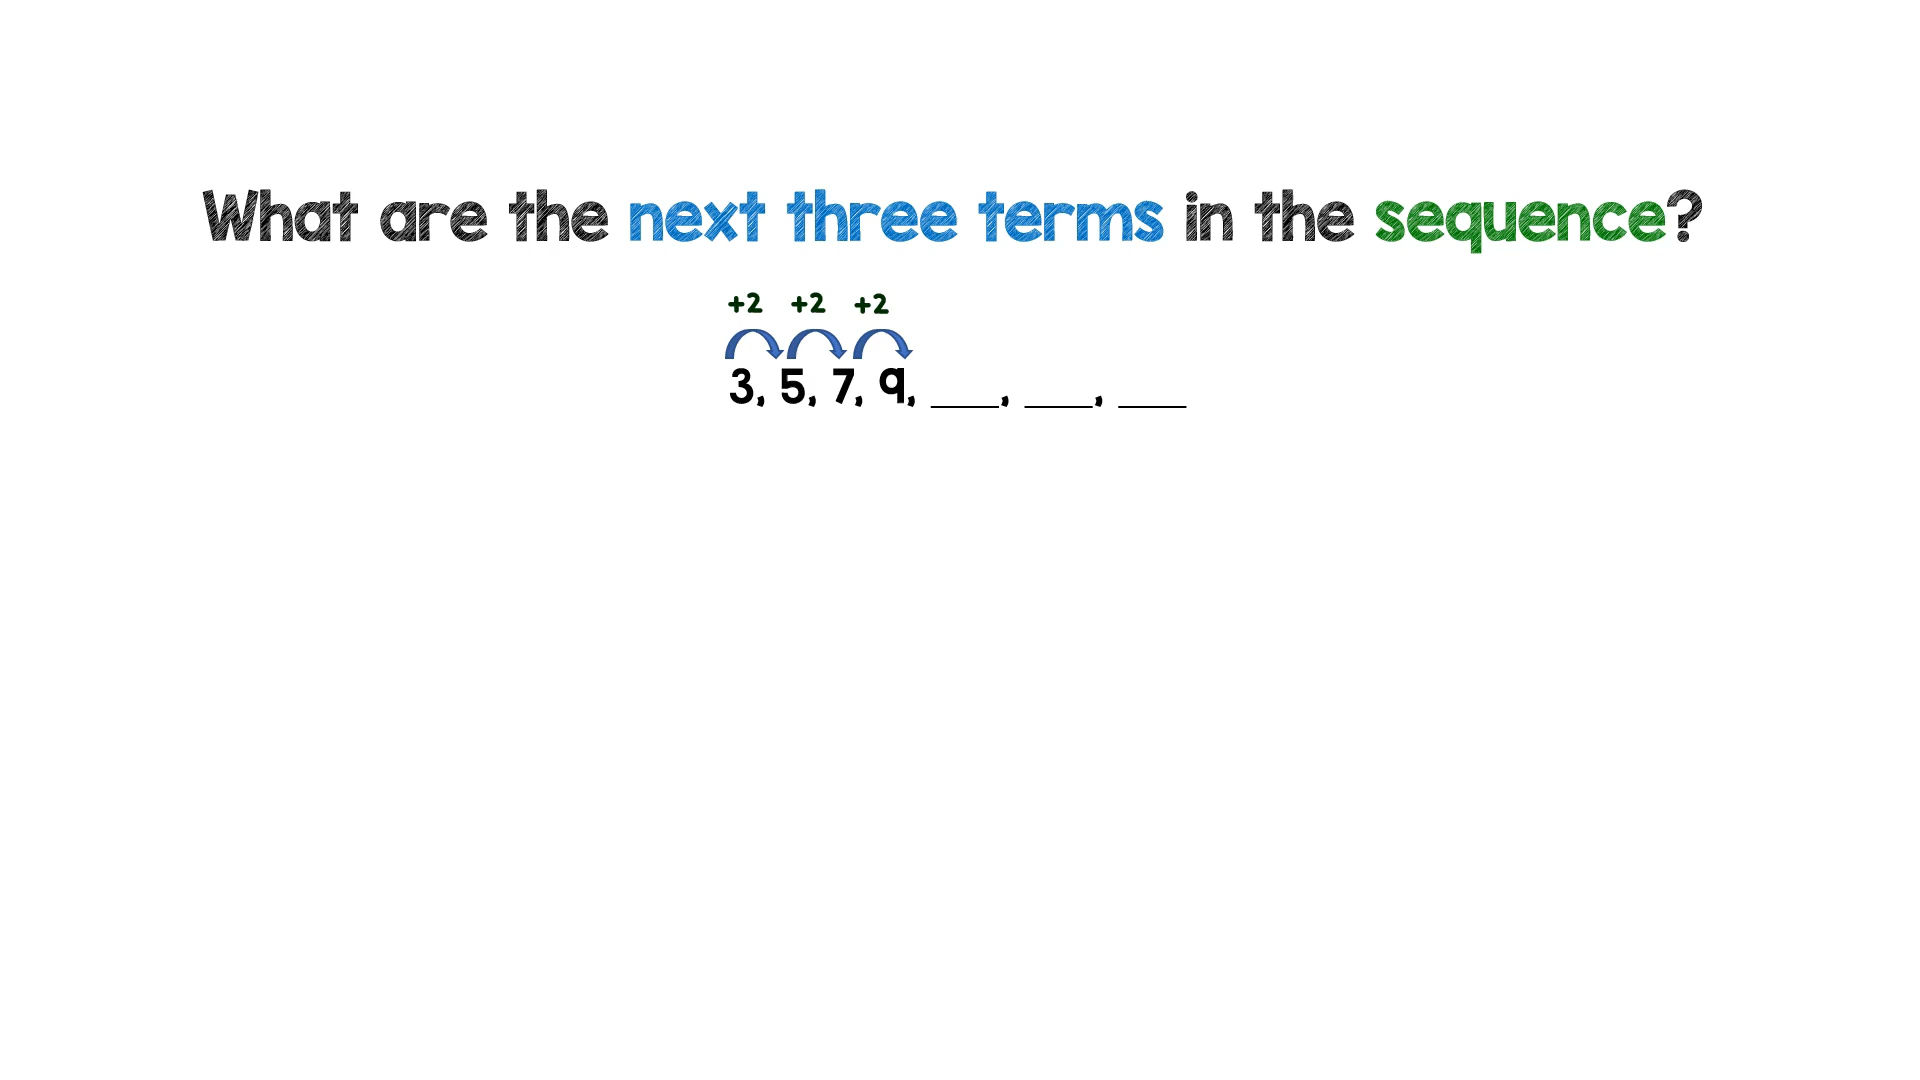 What are the next three terms in the sequence?
+2 +2 +2
3, 5, 7, 9, ___, ___, ___